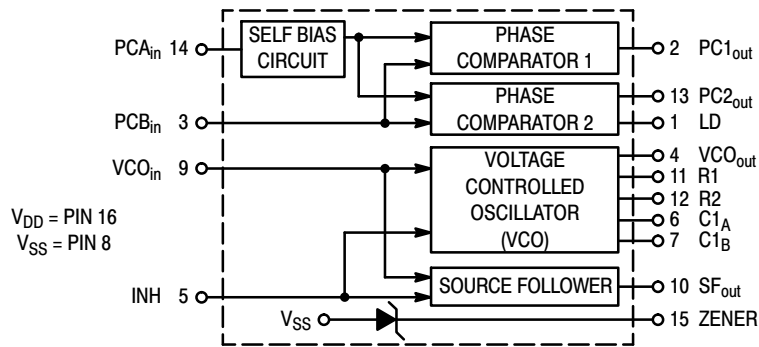 PCAin 14
SELF BIAS
CIRCUIT
PHASE
COMPARATOR 1
2 PC1out
PCBin 3
PHASE
COMPARATOR 2
13 PC2out
1 LD
VCOin 9
VOLTAGE
CONTROLLED
OSCILLATOR
(VCO)
4 VCOout
11 R1
12 R2
6 C1A
7 C1B
VDD = PIN 16
VSS = PIN 8
INH 5
SOURCE FOLLOWER
10 SFout
VSS
15 ZENER